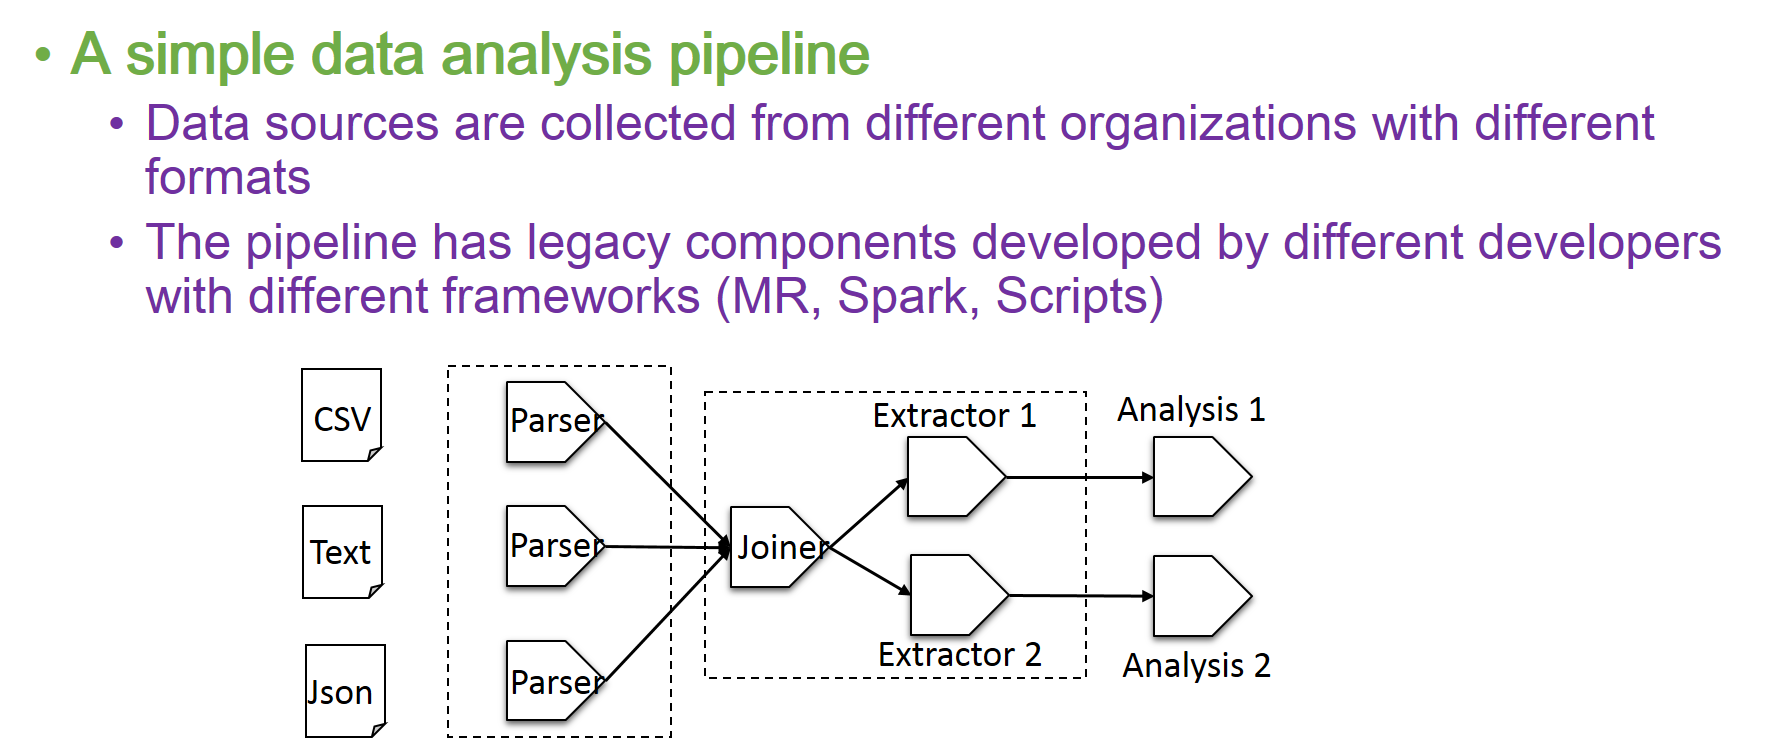 • A simple data analysis pipeline
• Data sources are collected from different organizations with different
formats
• The pipeline has legacy components developed by different developers
with different frameworks (MR, Spark, Scripts)
CSV
Parser
Extractor 1
Analysis 1
Text
Parser
Joiner
Extractor 2
Analysis 2
Json
Parser